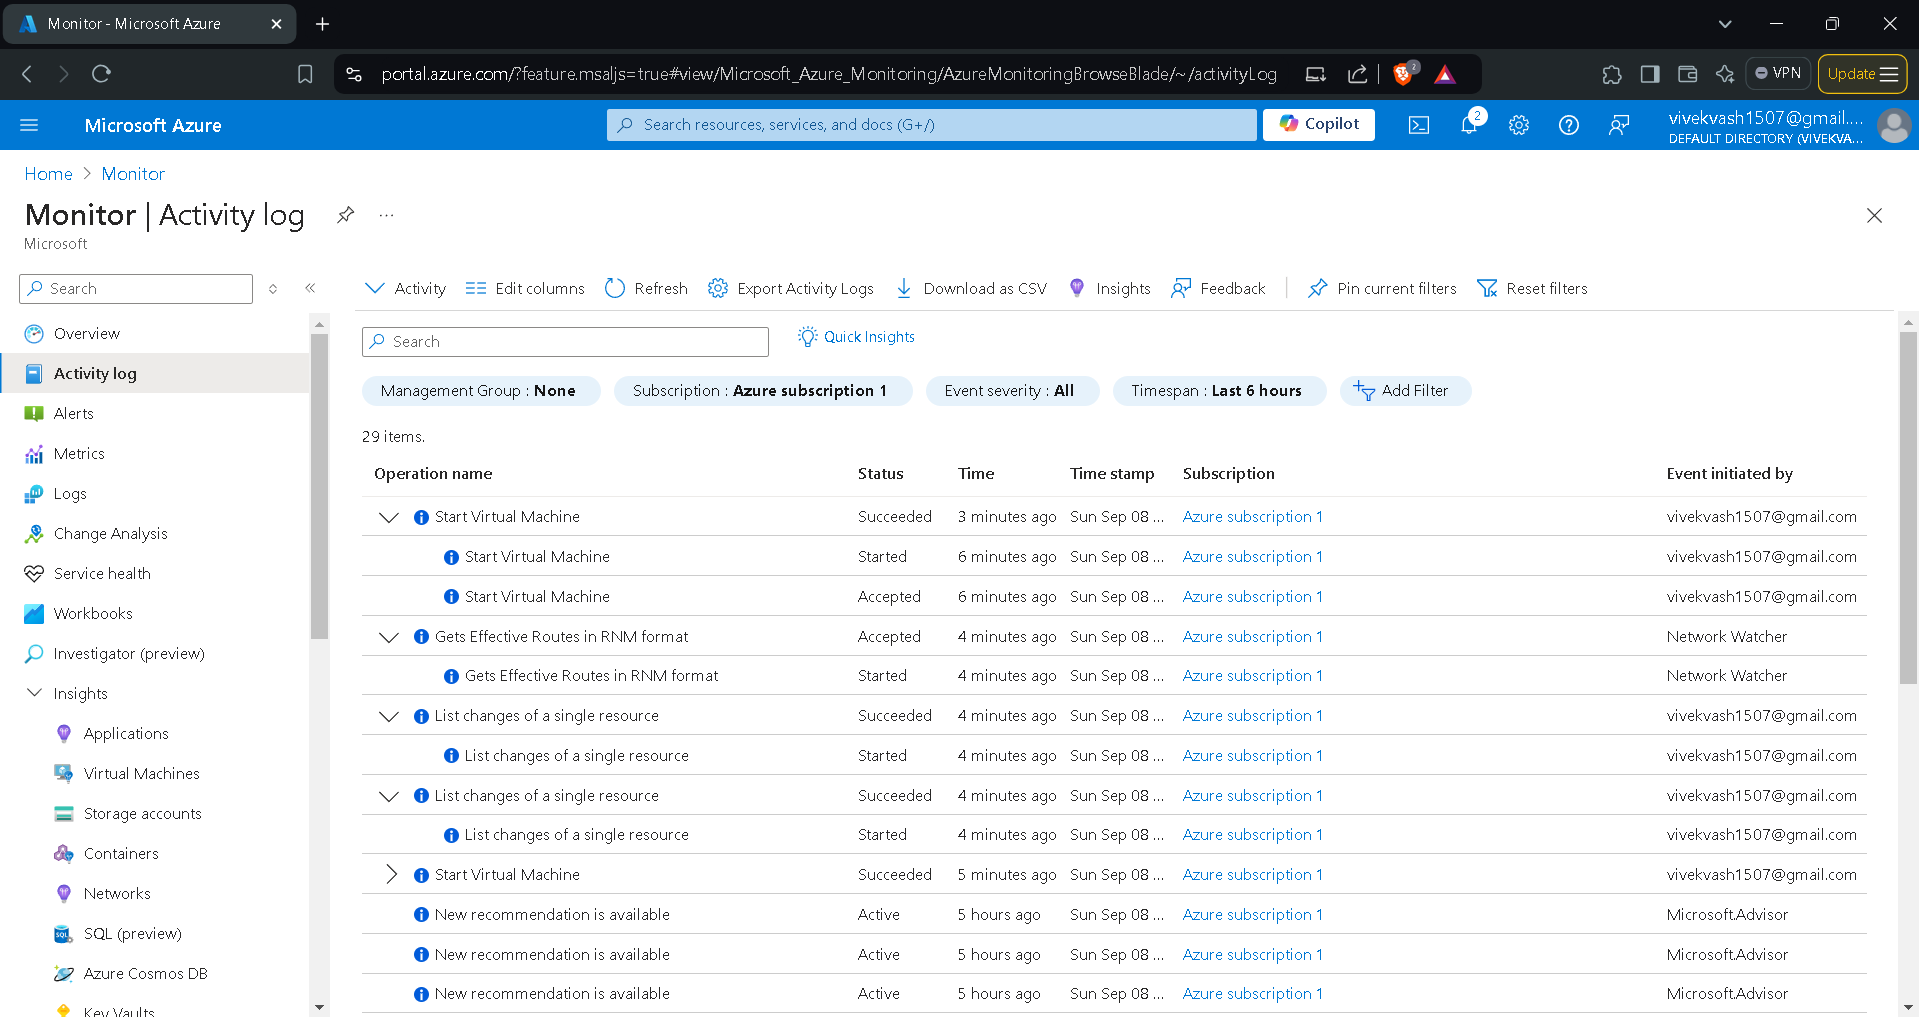 Monitor - Microsoft Azure
portal.azure.com/?feature.msaljs=true#view/Microsoft_Azure_Monitoring/AzureMonitoringBrowseBlade/~/activityLog
2
VPN
Update
Microsoft Azure
Search resources, services, and docs (G+/)
Copilot
2
vivekvash1507@gmail....
DEFAULT DIRECTORY (VIVEKVA...
Home > Monitor
Monitor | Activity log
...
Microsoft
Search
Overview
Activity log
Alerts
Metrics
Logs
Change Analysis
Service health
Workbooks
Investigator (preview)
Insights
Applications
Virtual Machines
Storage accounts
Containers
Networks
SQL (preview)
Azure Cosmos DB
Key Vaults
Activity Edit columns Refresh Export Activity Logs Download as CSV Insights Feedback Pin current filters Reset filters
Search
Quick Insights
Management Group : None Subscription : Azure subscription 1 Event severity : All Timespan : Last 6 hours Add Filter
29 items.
Operation name Status Time Time stamp Subscription Event initiated by
Start Virtual Machine Succeeded 3 minutes ago Sun Sep 08 ... Azure subscription 1 vivekvash1507@gmail.com
Start Virtual Machine Started 6 minutes ago Sun Sep 08 ... Azure subscription 1 vivekvash1507@gmail.com
Start Virtual Machine Accepted 6 minutes ago Sun Sep 08 ... Azure subscription 1 vivekvash1507@gmail.com
Gets Effective Routes in RNM format Accepted 4 minutes ago Sun Sep 08 ... Azure subscription 1 Network Watcher
Gets Effective Routes in RNM format Started 4 minutes ago Sun Sep 08 ... Azure subscription 1 Network Watcher
List changes of a single resource Succeeded 4 minutes ago Sun Sep 08 ... Azure subscription 1 vivekvash1507@gmail.com
List changes of a single resource Started 4 minutes ago Sun Sep 08 ... Azure subscription 1 vivekvash1507@gmail.com
List changes of a single resource Succeeded 4 minutes ago Sun Sep 08 ... Azure subscription 1 vivekvash1507@gmail.com
List changes of a single resource Started 4 minutes ago Sun Sep 08 ... Azure subscription 1 vivekvash1507@gmail.com
Start Virtual Machine Succeeded 5 minutes ago Sun Sep 08 ... Azure subscription 1 vivekvash1507@gmail.com
New recommendation is available Active 5 hours ago Sun Sep 08 ... Azure subscription 1 Microsoft.Advisor
New recommendation is available Active 5 hours ago Sun Sep 08 ... Azure subscription 1 Microsoft.Advisor
New recommendation is available Active 5 hours ago Sun Sep 08 ... Azure subscription 1 Microsoft.Advisor